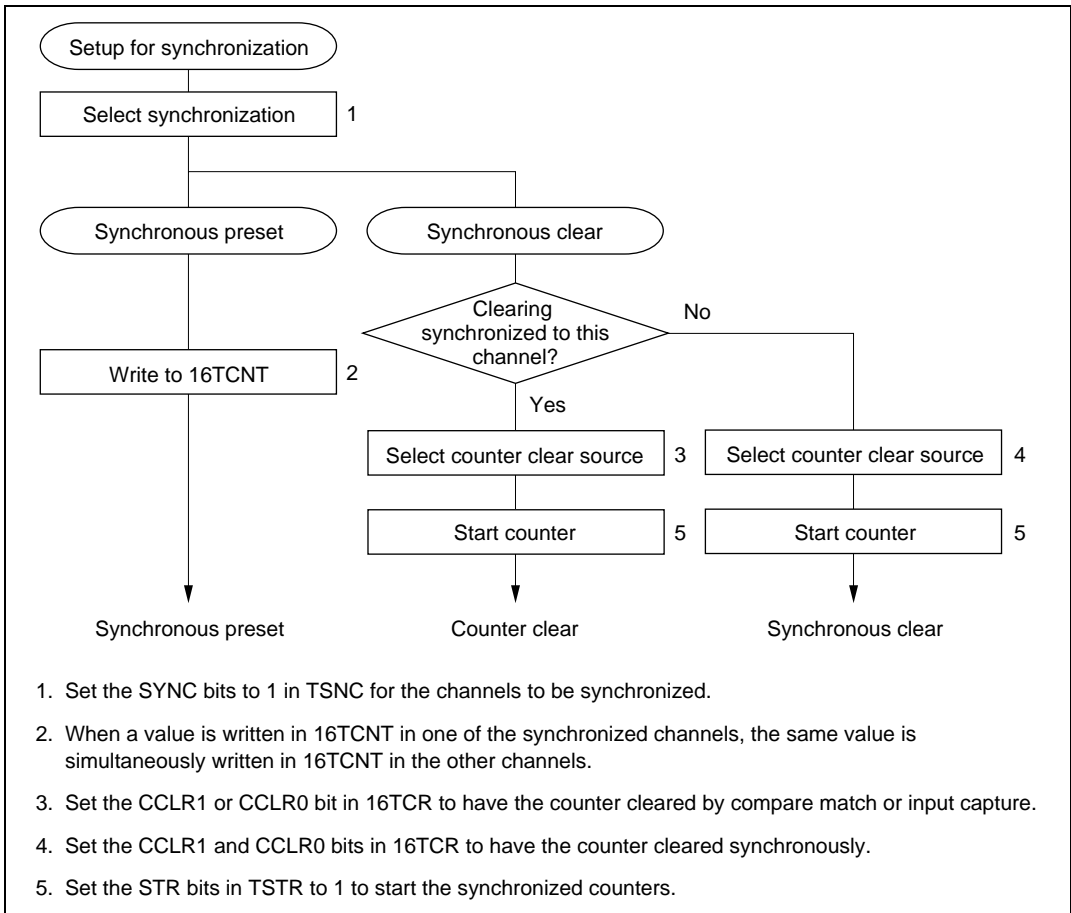 Setup for synchronization
Select synchronization 1
Synchronous preset
Synchronous clear
Clearing
synchronized to this
channel?
No
Write to 16TCNT 2
Yes
Select counter clear source 3
Select counter clear source 4
Start counter 5
Start counter 5
Synchronous preset
Counter clear
Synchronous clear
1. Set the SYNC bits to 1 in TSNC for the channels to be synchronized.
2. When a value is written in 16TCNT in one of the synchronized channels, the same value is
simultaneously written in 16TCNT in the other channels.
3. Set the CCLR1 or CCLR0 bit in 16TCR to have the counter cleared by compare match or input capture.
4. Set the CCLR1 and CCLR0 bits in 16TCR to have the counter cleared synchronously.
5. Set the STR bits in TSTR to 1 to start the synchronized counters.